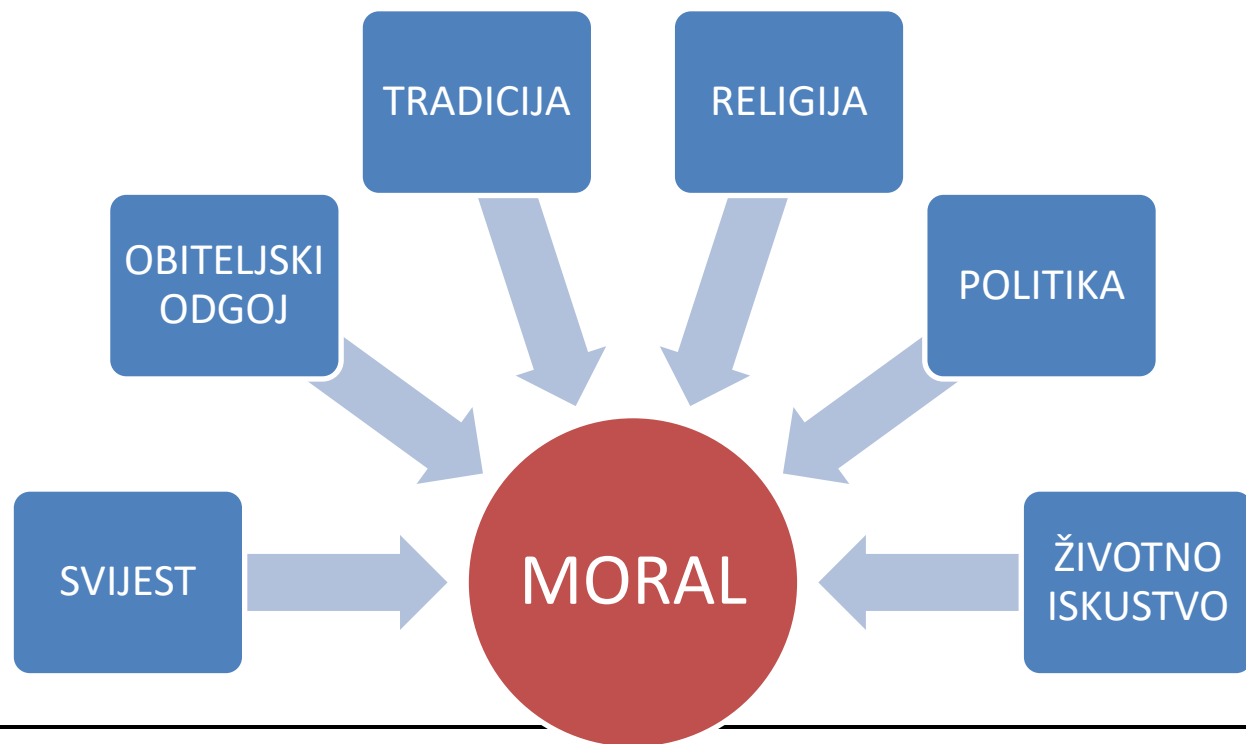 TRADICIJA
RELIGIJA
OBITELJSKI
ODGOJ
POLITIKA
SVIJEST
MORAL
ŽIVOTNO
ISKUSTVO